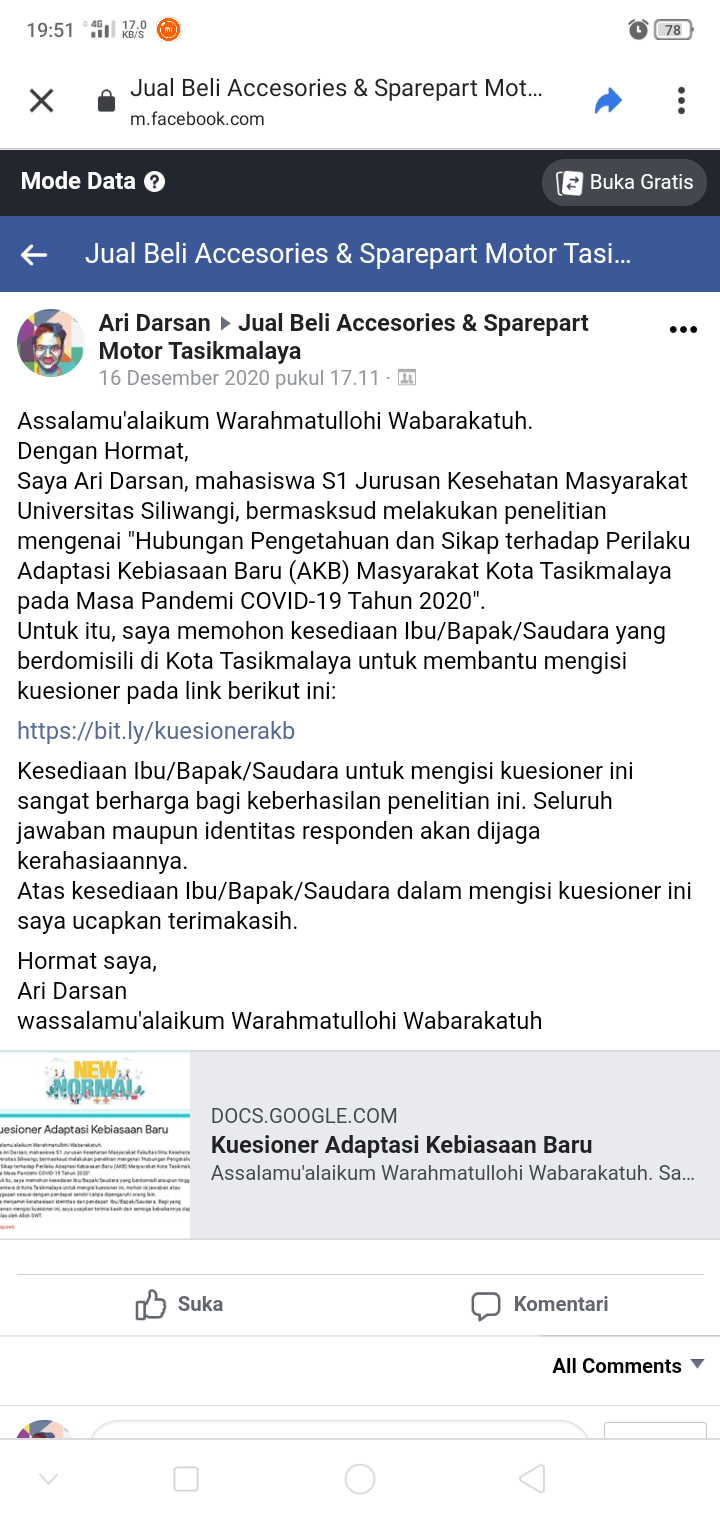 19:51 4G 17.0 KB/S 78
Jual Beli Accesories & Sparepart Mot...
m.facebook.com
Mode Data ? Buka Gratis
Jual Beli Accesories & Sparepart Motor Tasi...
Ari Darsan Jual Beli Accesories & Sparepart
Motor Tasikmalaya
16 Desember 2020 pukul 17.11 ·
Assalamu'alaikum Warahmatullohi Wabarakatuh.
Dengan Hormat,
Saya Ari Darsan, mahasiswa S1 Jurusan Kesehatan Masyarakat
Universitas Siliwangi, bermasksud melakukan penelitian
mengenai "Hubungan Pengetahuan dan Sikap terhadap Perilaku
Adaptasi Kebiasaan Baru (AKB) Masyarakat Kota Tasikmalaya
pada Masa Pandemi COVID-19 Tahun 2020".
Untuk itu, saya memohon kesediaan Ibu/Bapak/Saudara yang
berdomisili di Kota Tasikmalaya untuk membantu mengisi
kuesioner pada link berikut ini:
https://bit.ly/kuesionerakb
Kesediaan Ibu/Bapak/Saudara untuk mengisi kuesioner ini
sangat berharga bagi keberhasilan penelitian ini. Seluruh
jawaban maupun identitas responden akan dijaga
kerahasiaannya.
Atas kesediaan Ibu/Bapak/Saudara dalam mengisi kuesioner ini
saya ucapkan terimakasih.
Hormat saya,
Ari Darsan
wassalamu'alaikum Warahmatullohi Wabarakatuh
NEW
NORMAL
uesioner Adaptasi Kebiasaan Baru
DOCS.GOOGLE.COM
Kuesioner Adaptasi Kebiasaan Baru
Assalamu'alaikum Warahmatullohi Wabarakatuh. Sa...
Suka Komentari
All Comments